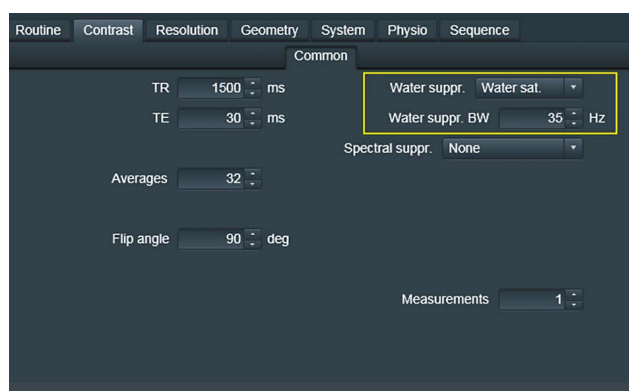 Routine Contrast Resolution Geometry System Physio Sequence
Common
TR 1500 ms Water suppr. Water sat.
TE 30 ms Water suppr. BW 35 Hz
Spectral suppr. None
Averages 32
Flip angle 90 deg
Measurements 1